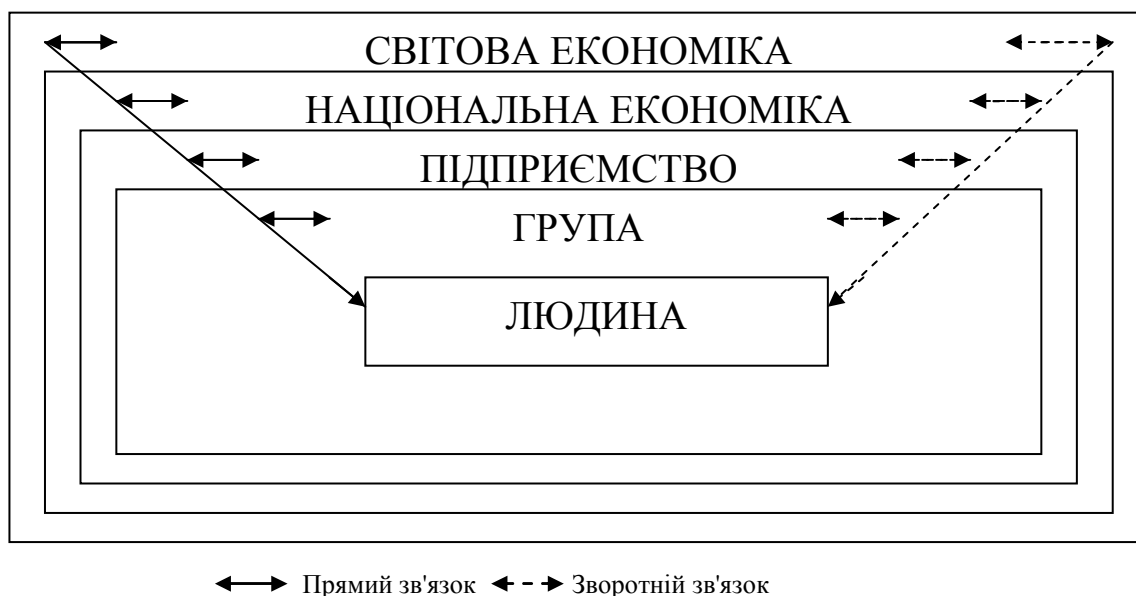 СВІТОВА ЕКОНОМІКА
НАЦІОНАЛЬНА ЕКОНОМІКА
ПІДПРИЄМСТВО
ГРУПА
ЛЮДИНА
Прямий зв'язок Зворотній зв'язок